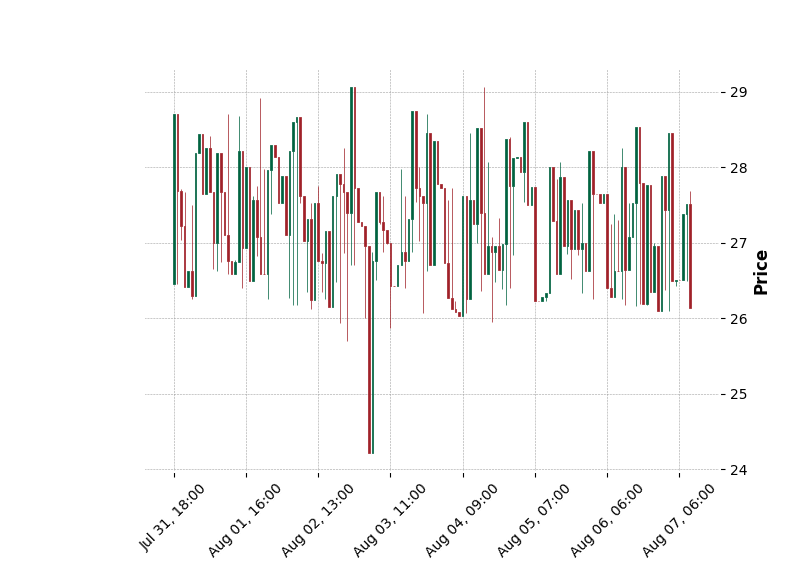 29
28
27
26
25
24
Price
Jul 31, 18:00
Aug 01, 16:00
Aug 02, 13:00
Aug 03, 11:00
Aug 04, 09:00
Aug 05, 07:00
Aug 06, 06:00
Aug 07, 06:00